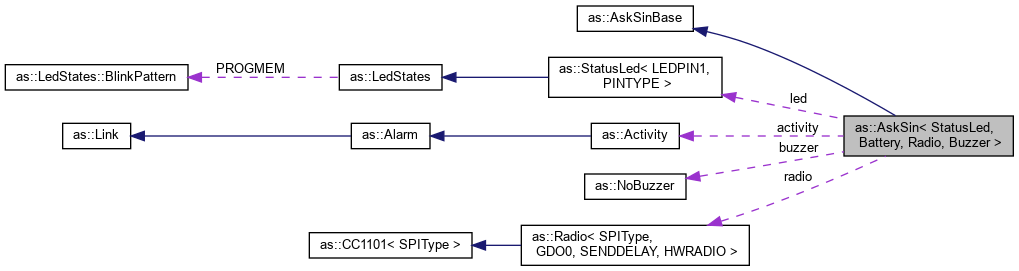 as::AskSinBase
as::LedStates::BlinkPattern
PROGMEM
as::LedStates
as::StatusLed< LEDPIN1,
PINTYPE >
led
as::Link
as::Alarm
as::Activity
activity
as::AskSin< StatusLed,
Battery, Radio, Buzzer >
buzzer
as::NoBuzzer
radio
as::CC1101< SPIType >
as::Radio< SPIType,
GDO0, SENDDELAY, HWRADIO >